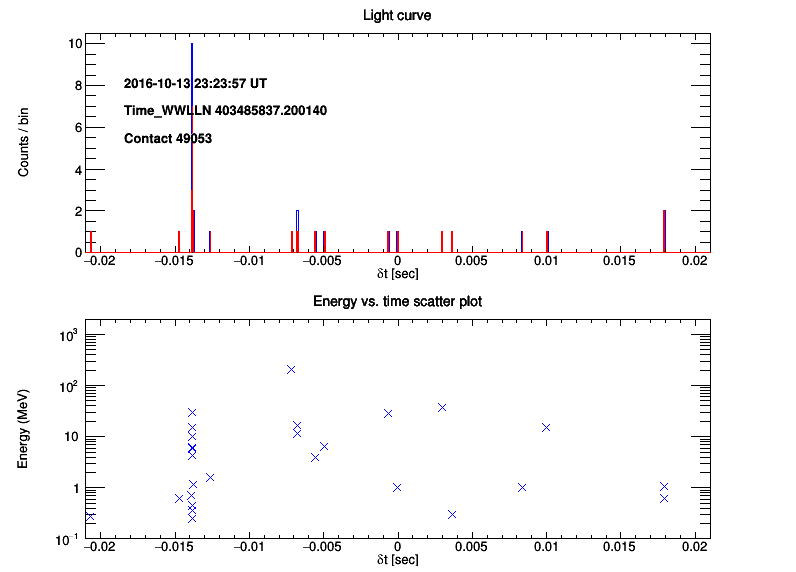 Light curve
Counts / bin
10
8
6
4
2
0
2016-10-13 23:23:57 UT
Time_WWLLN 403485837.200140
Contact 49053
−0.02 −0.015 −0.01 −0.005 0 0.005 0.01 0.015 0.02
δt [sec]
Energy vs. time scatter plot
Energy (MeV)
10³
10²
10
1
10⁻¹
−0.02 −0.015 −0.01 −0.005 0 0.005 0.01 0.015 0.02
δt [sec]